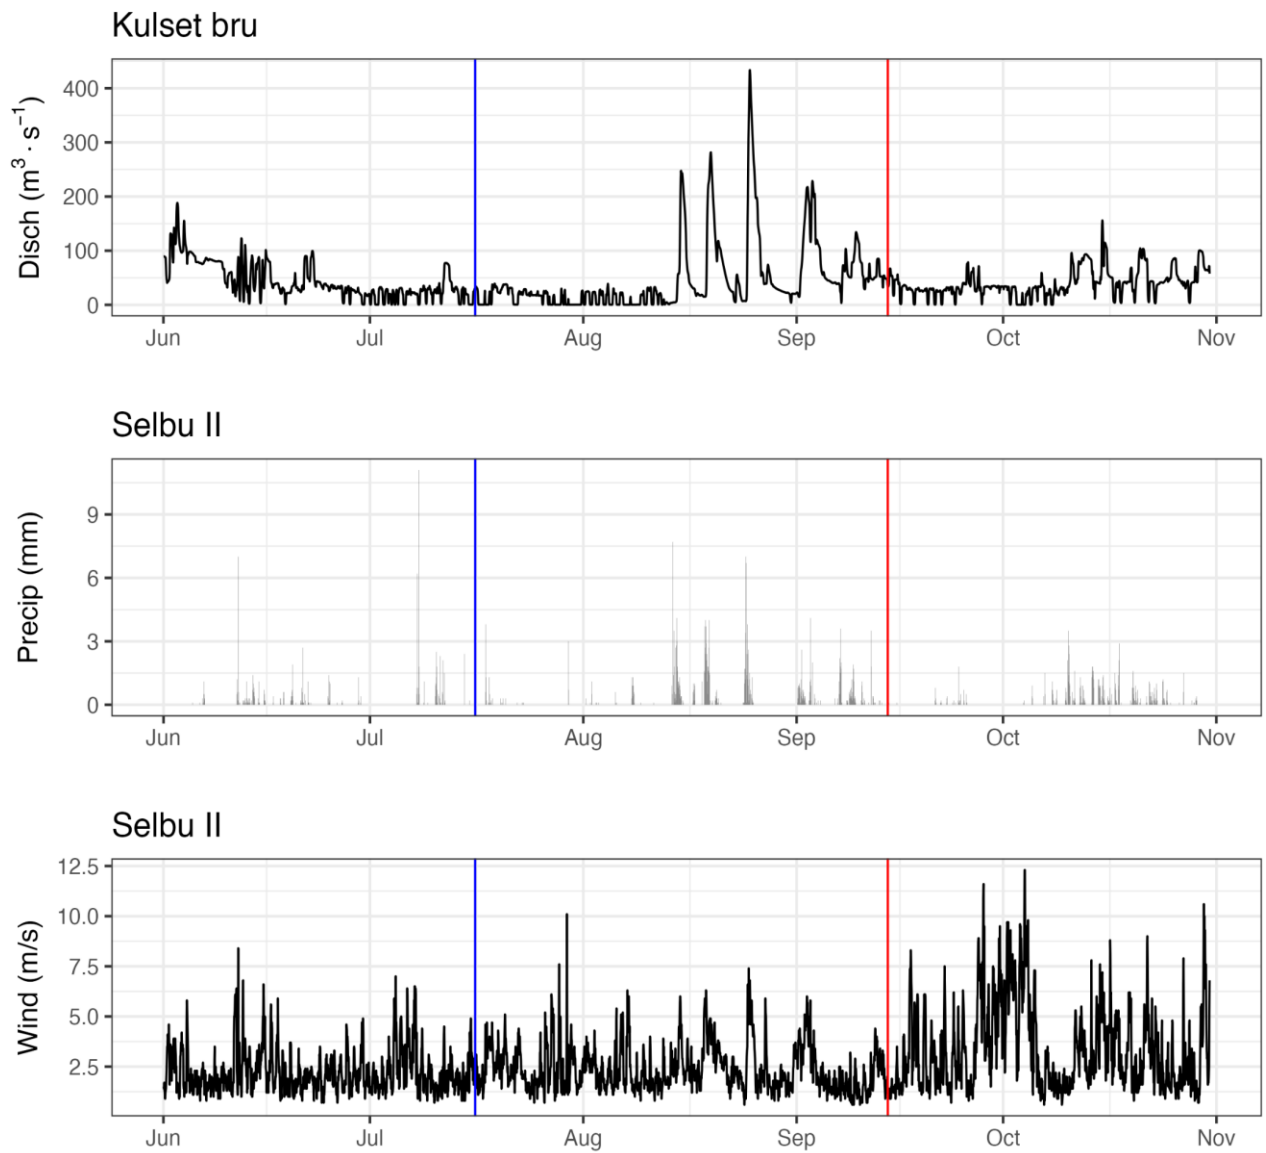 Kulset bru
Disch (m³ · s⁻¹)
400
300
200
100
0
Jun Jul Aug Sep Oct Nov
Selbu II
Precip (mm)
9
6
3
0
Jun Jul Aug Sep Oct Nov
Selbu II
Wind (m/s)
12.5
10.0
7.5
5.0
2.5
Jun Jul Aug Sep Oct Nov